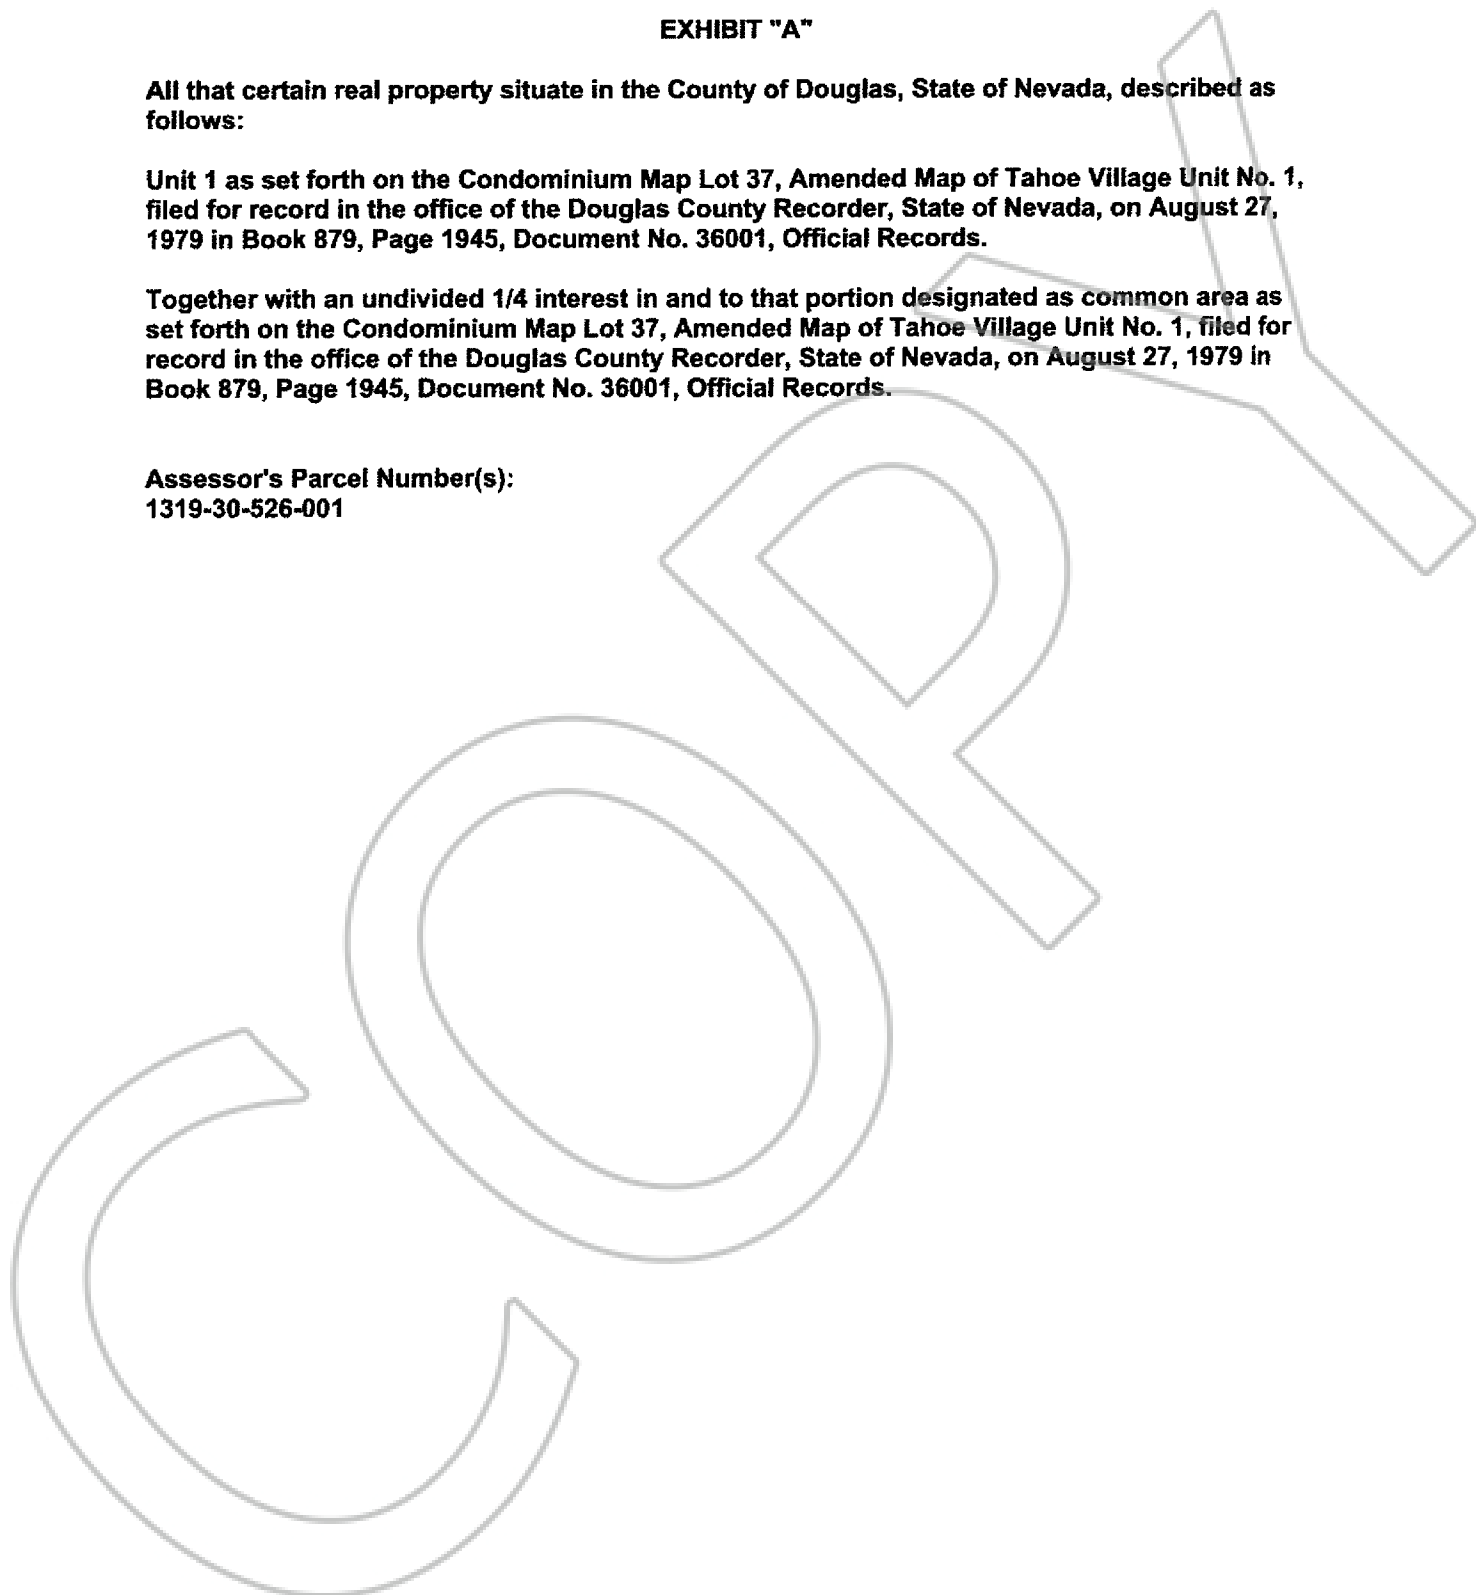 EXHIBIT "A"
All that certain real property situate in the County of Douglas, State of Nevada, described as
follows:
Unit 1 as set forth on the Condominium Map Lot 37, Amended Map of Tahoe Village Unit No. 1,
filed for record in the office of the Douglas County Recorder, State of Nevada, on August 27,
1979 in Book 879, Page 1945, Document No. 36001, Official Records.
Together with an undivided 1/4 interest in and to that portion designated as common area as
set forth on the Condominium Map Lot 37, Amended Map of Tahoe Village Unit No. 1, filed for
record in the office of the Douglas County Recorder, State of Nevada, on August 27, 1979 in
Book 879, Page 1945, Document No. 36001, Official Records.
Assessor's Parcel Number(s):
1319-30-526-001
COPY